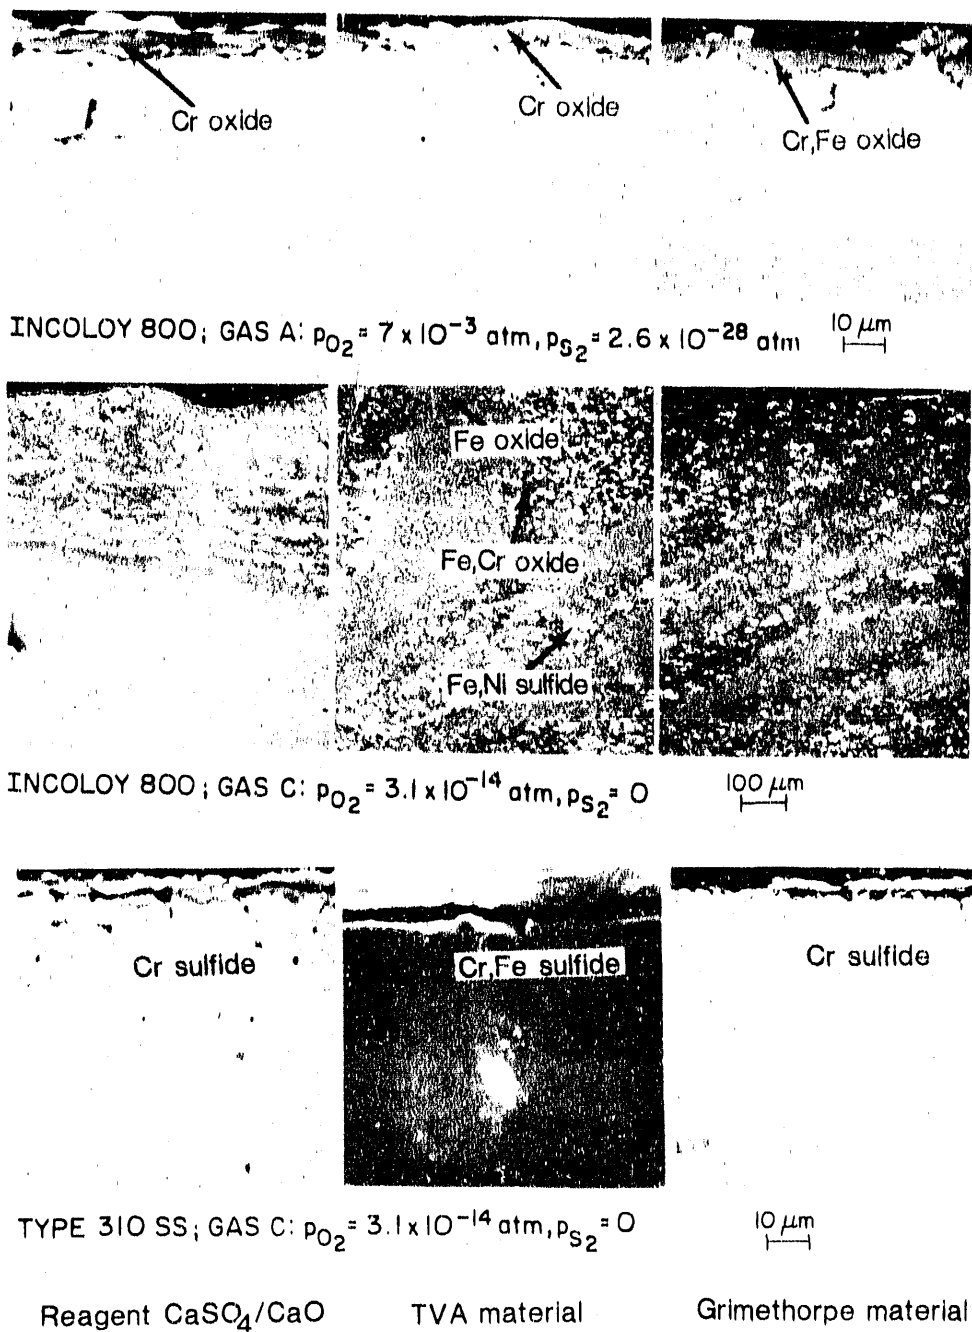 Cr oxide
Cr oxide
Cr,Fe oxide
INCOLOY 800; GAS A: pO₂ = 7 x 10⁻³ atm, pS₂ = 2.6 x 10⁻²⁸ atm
10 μm
Fe oxide
Fe,Cr oxide
Fe,Ni sulfide
INCOLOY 800; GAS C: pO₂ = 3.1 x 10⁻¹⁴ atm, pS₂ = 0
100 μm
Cr sulfide
Cr,Fe sulfide
Cr sulfide
TYPE 310 SS; GAS C: pO₂ = 3.1 x 10⁻¹⁴ atm, pS₂ = 0
10 μm
Reagent CaSO₄/CaO
TVA material
Grimethorpe material